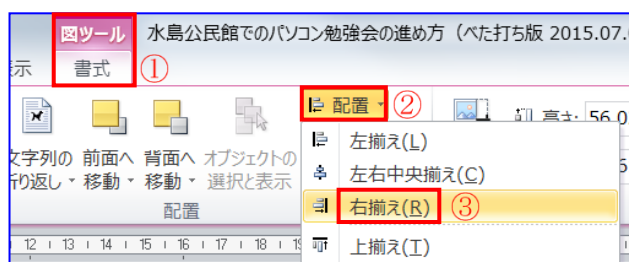 図ツール 水島公民館でのパソコン勉強会の進め方（べた打ち版 2015.07.
示 書式 ①
配置 ② 高さ: 56.0
文字列の 前面へ 背面へ オブジェクトの
折り返し 移動 移動 選択と表示
配置
左揃え(L)
左右中央揃え(C)
右揃え(R) ③
上揃え(T)
12 13 14 15 16 17 18 1